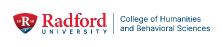 Radford
UNIVERSITY
College of Humanities
and Behavioral Sciences